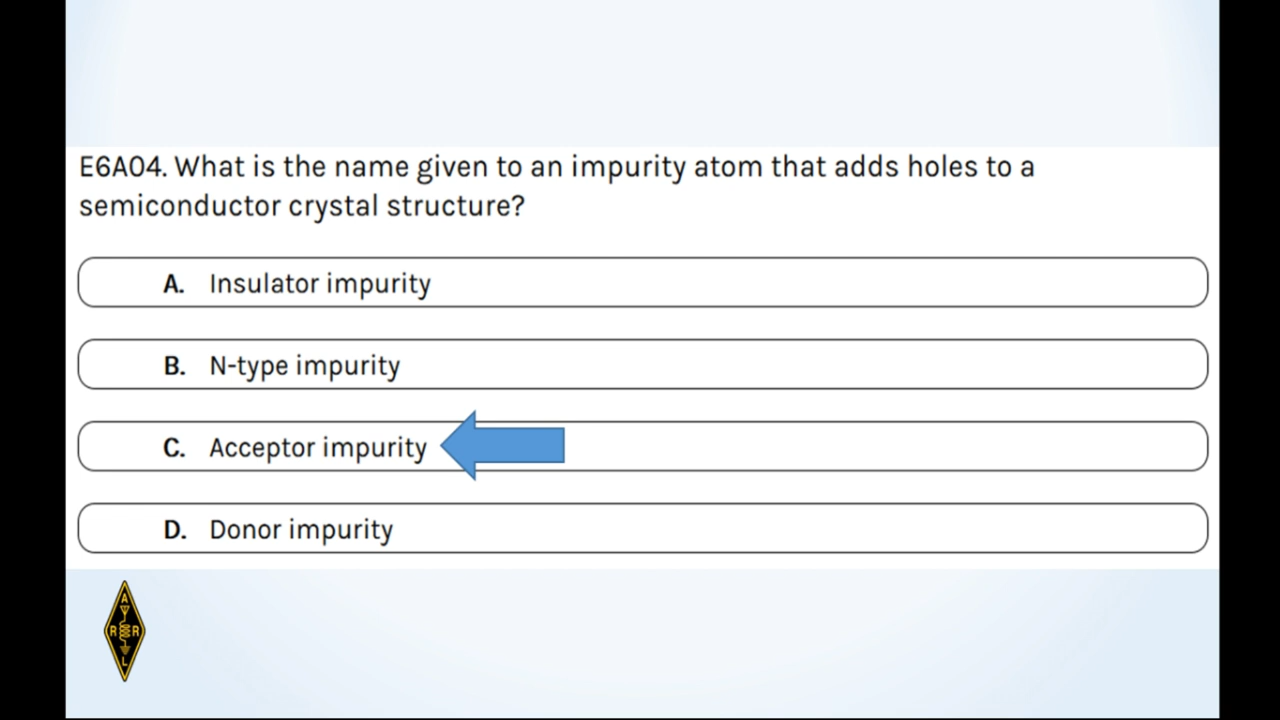 E6A04. What is the name given to an impurity atom that adds holes to a
semiconductor crystal structure?
A. Insulator impurity
B. N-type impurity
C. Acceptor impurity
D. Donor impurity
A
R R
L